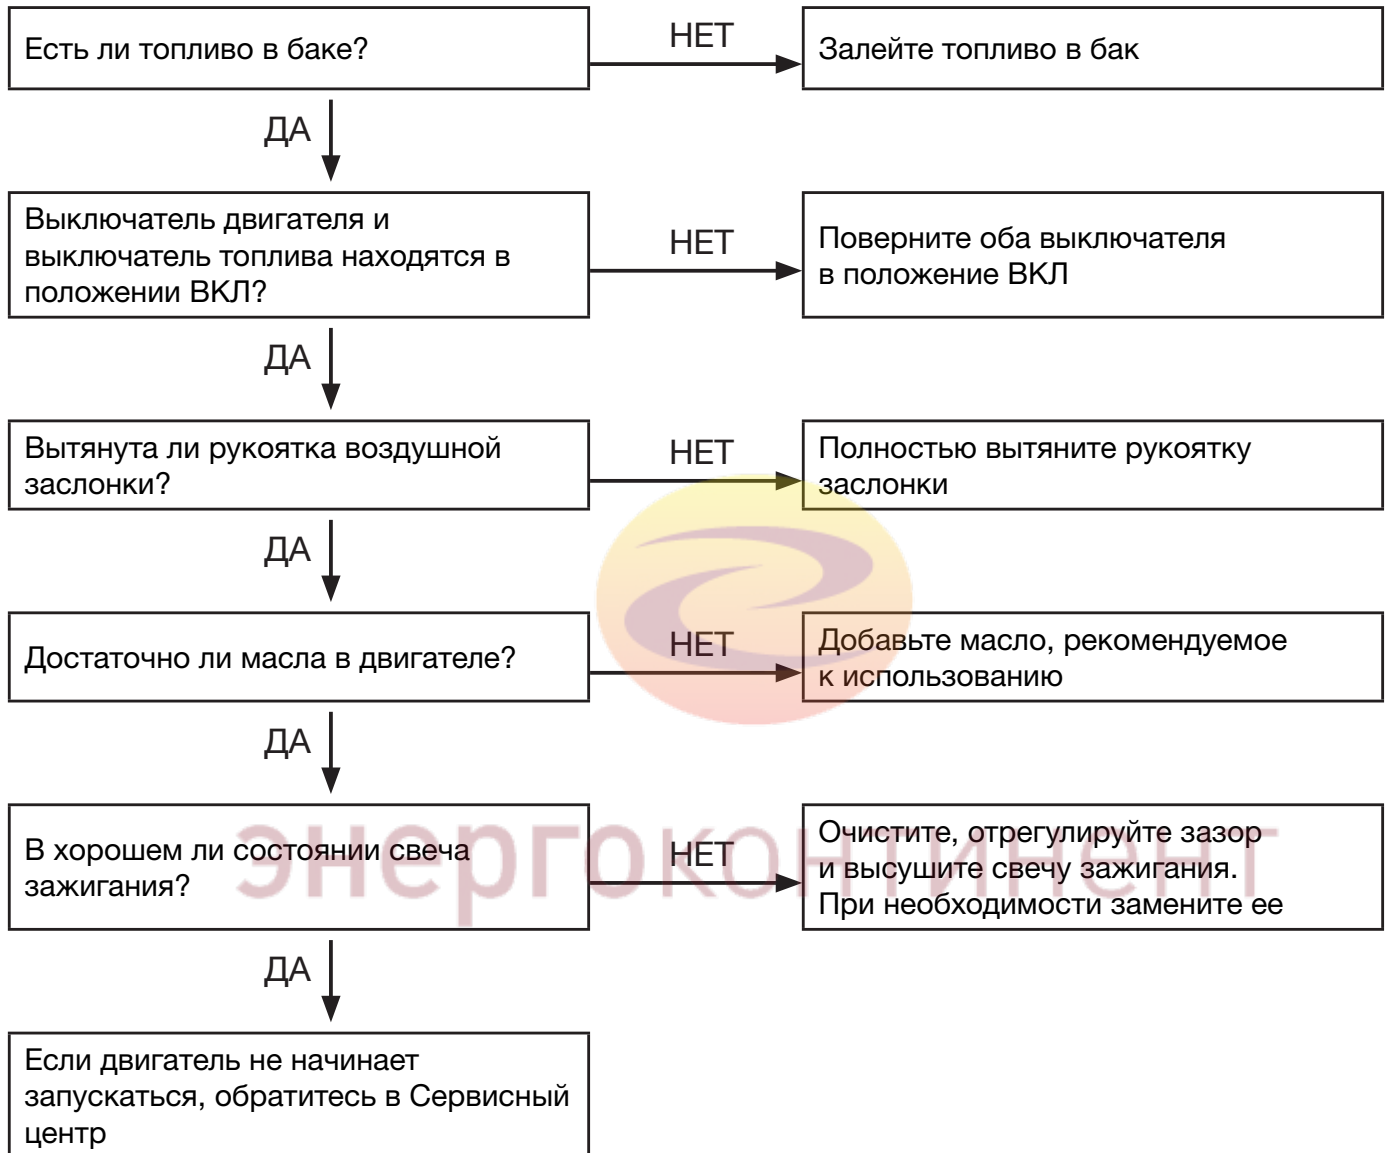 Есть ли топливо в баке?
НЕТ
Залейте топливо в бак
ДА
Выключатель двигателя и
выключатель топлива находятся в
положении ВКЛ?
НЕТ
Поверните оба выключателя
в положение ВКЛ
ДА
Вытянута ли рукоятка воздушной
заслонки?
НЕТ
Полностью вытяните рукоятку
заслонки
ДА
Достаточно ли масла в двигателе?
НЕТ
Добавьте масло, рекомендуемое
к использованию
ДА
В хорошем ли состоянии свеча
зажигания?
НЕТ
Очистите, отрегулируйте зазор
и высушите свечу зажигания.
При необходимости замените ее
энергоконтинент
ДА
Если двигатель не начинает
запускаться, обратитесь в Сервисный
центр